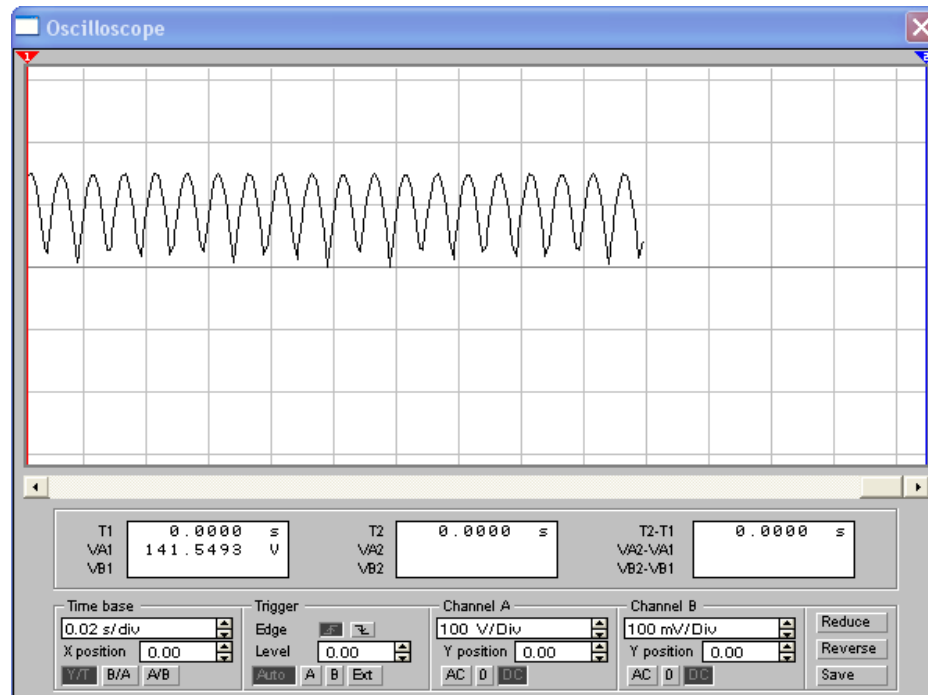 Oscilloscope
1 2
T1 0.0000 s T2 0.0000 s T2-T1 0.0000 s
VA1 141.5493 V VA2 VA2-VA1
VB1 VB2 VB2-VB1
Time base Trigger Channel A Channel B
0.02 s/div Edge 100 V/Div 100 mV/Div Reduce
X position 0.00 Level 0.00 Y position 0.00 Y position 0.00 Reverse
Y/T B/A A/B Auto A B Ext AC 0 DC AC 0 DC Save